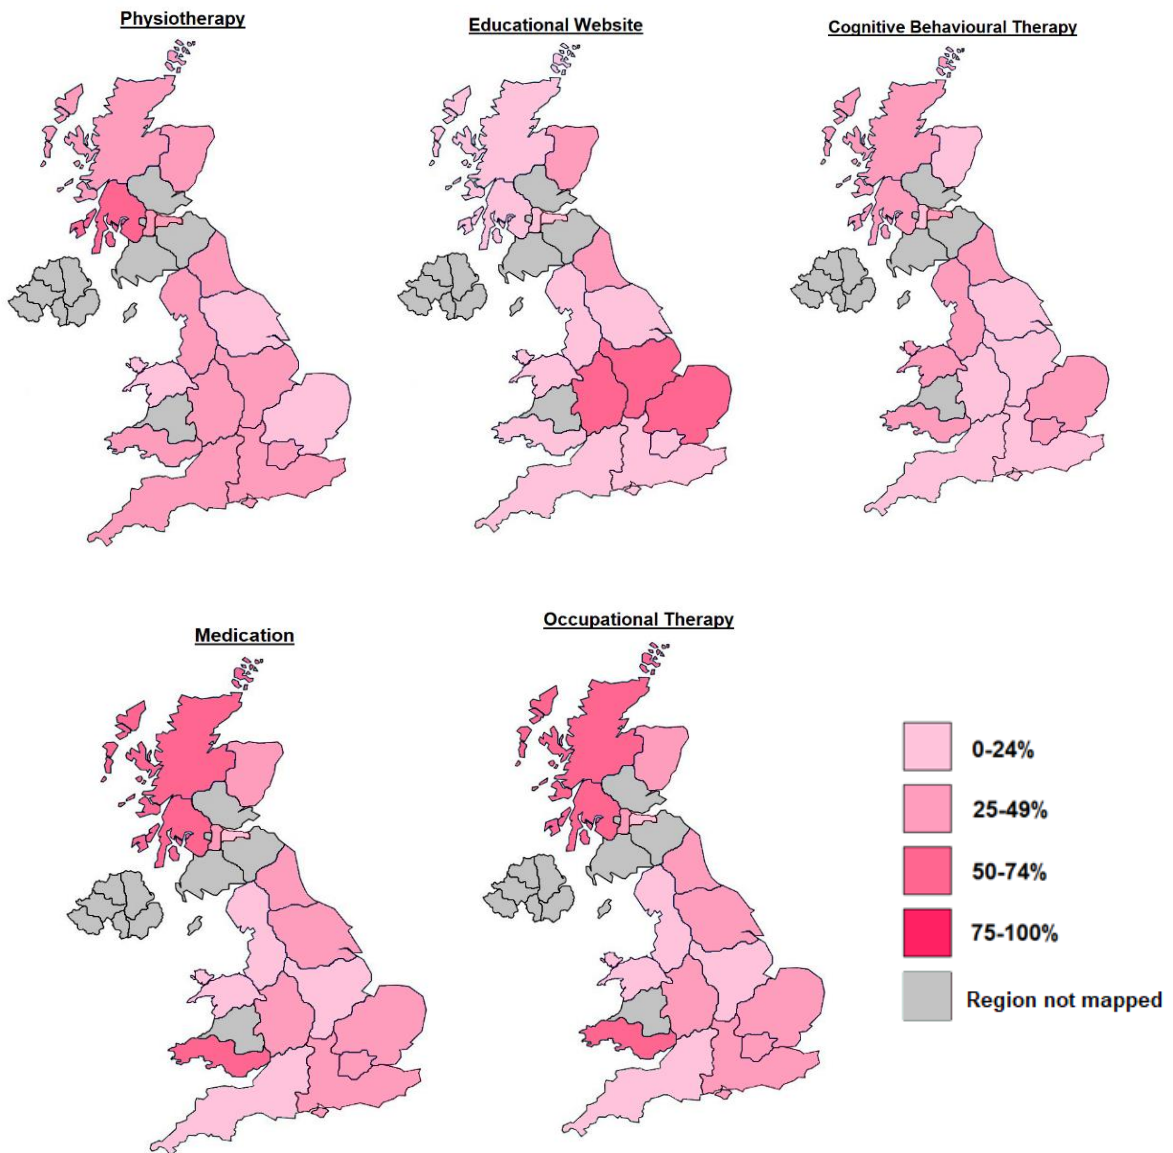 Physiotherapy
Educational Website
Cognitive Behavioural Therapy
Medication
Occupational Therapy
0-24%
25-49%
50-74%
75-100%
Region not mapped